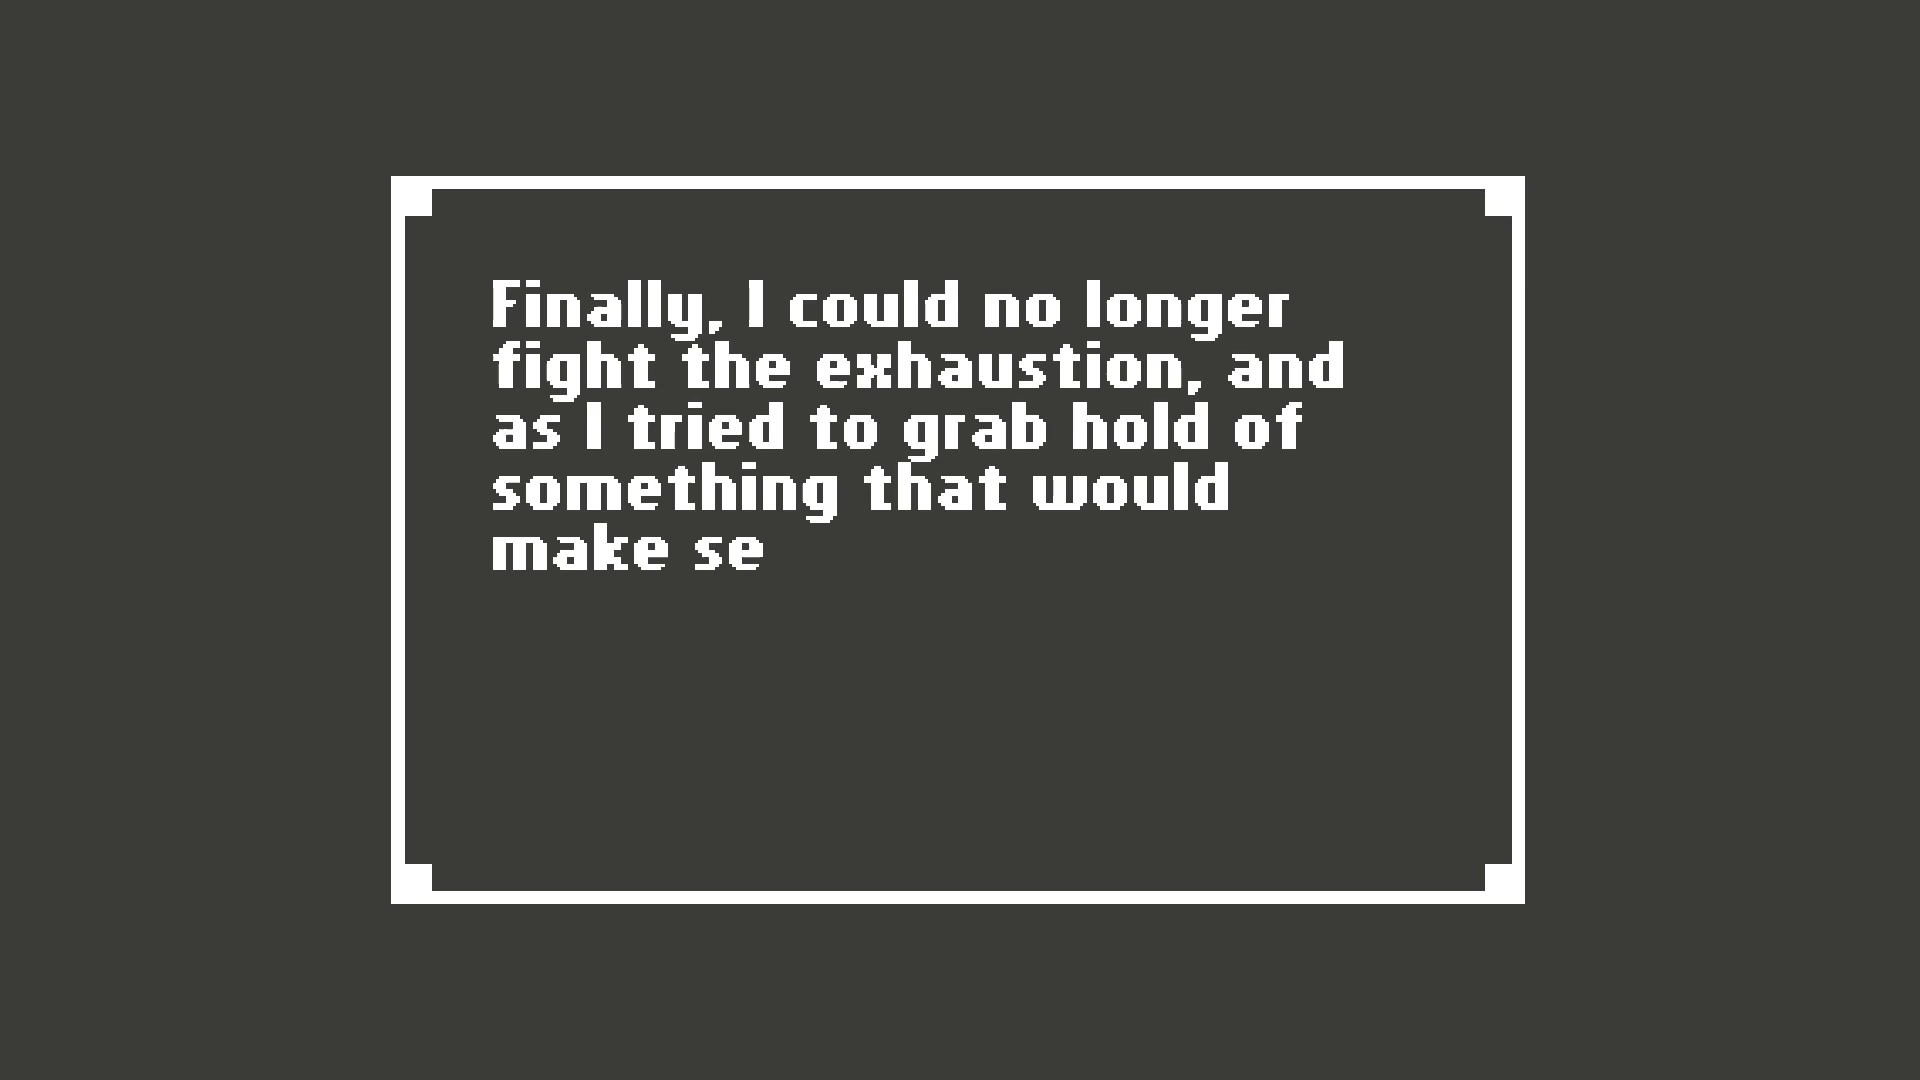 Finally, I could no longer
fight the exhaustion, and
as I tried to grab hold of
something that would
make se